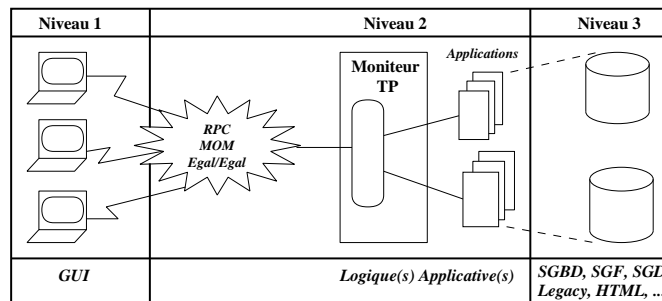 Niveau 1
Niveau 2
Niveau 3
Applications
Moniteur
TP
RPC
MOM
Egal/Egal
GUI
Logique(s) Applicative(s)
SGBD, SGF, SGD
Legacy, HTML, ...